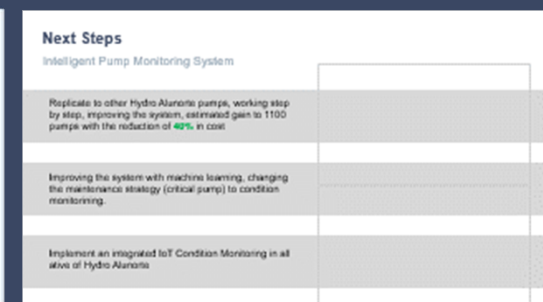 Next Steps
Intelligent Pump Monitoring System
Replicate to other Hydro Alunorte pumps, working step
by step, improving the system, estimated gain to 1100
pumps with the reduction of 40% in cost
Improving the system with machine learning, changing
the maintenance strategy (critical pump) to condition
monitorining.
Implement an integrated IoT Condition Monitoring in all
ative of Hydro Alunorte